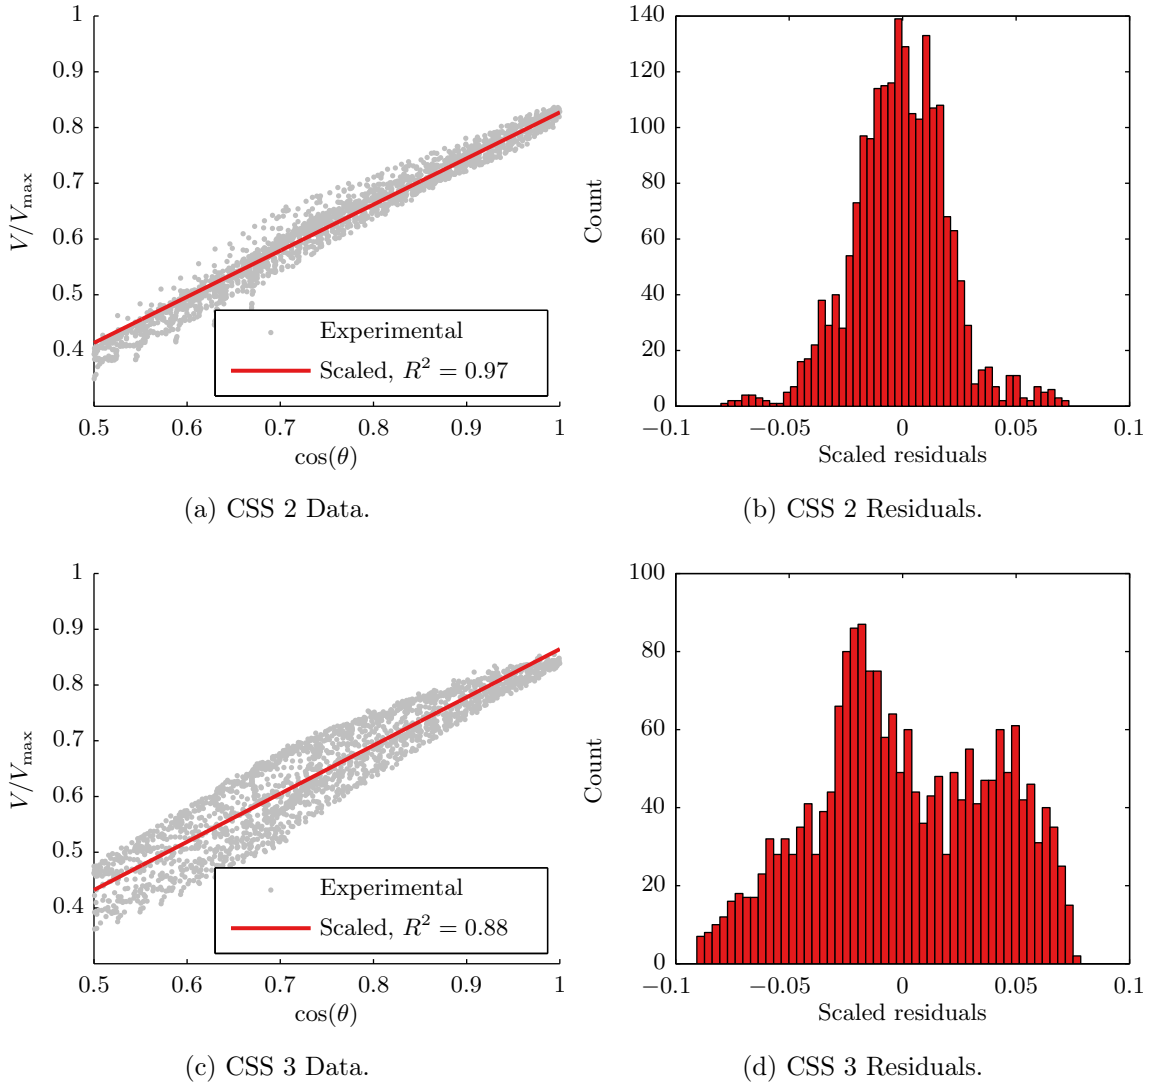 1
0.9
0.8
0.7
0.6
0.5
0.4
V/V_max
0.5 0.6 0.7 0.8 0.9 1
cos(θ)
Experimental
Scaled, R² = 0.97
(a) CSS 2 Data.
140
120
100
80
60
40
20
0
Count
−0.1 −0.05 0 0.05 0.1
Scaled residuals
(b) CSS 2 Residuals.
1
0.9
0.8
0.7
0.6
0.5
0.4
V/V_max
0.5 0.6 0.7 0.8 0.9 1
cos(θ)
Experimental
Scaled, R² = 0.88
(c) CSS 3 Data.
100
80
60
40
20
0
Count
−0.1 −0.05 0 0.05 0.1
Scaled residuals
(d) CSS 3 Residuals.